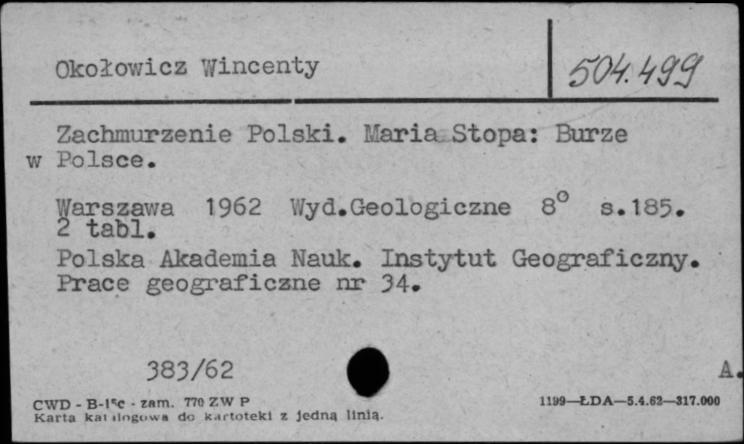 Okołowicz Wincenty 504.499
Zachmurzenie Polski. Maria Stopa: Burze
w Polsce.
Warszawa 1962 Wyd.Geologiczne 8° s.185.
2 tabl.
Polska Akademia Nauk. Instytut Geograficzny.
Prace geograficzne nr 34.
383/62 A.
CWD - zam. 770 ZW P 1199—ŁDA—5.4.62—317.000
Karta katalogowa do kartoteki z jedną linią.